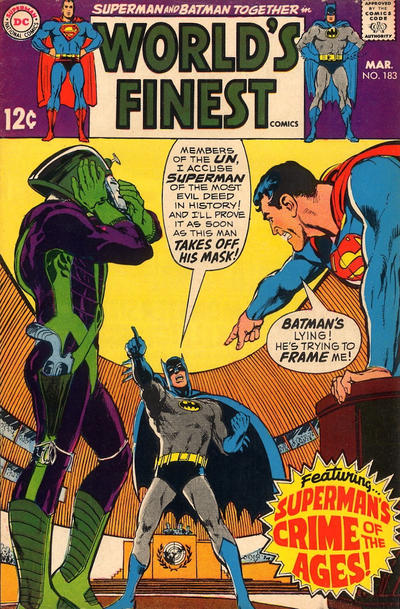 SUPERMAN AND BATMAN TOGETHER in
SUPERMAN
DC
NATIONAL COMICS
WORLD'S
FINEST
COMICS
APPROVED
BY THE
COMICS
CODE
AUTHORITY
MAR.
NO. 183
12¢
MEMBERS
OF THE UN,
I ACCUSE
SUPERMAN
OF THE MOST
EVIL DEED
IN HISTORY!
AND I'LL PROVE
IT AS SOON
AS THIS MAN
TAKES OFF
HIS MASK!
BATMAN'S
LYING!
HE'S TRYING TO
FRAME ME!
Featuring...
SUPERMAN'S
CRIME OF THE
AGES!